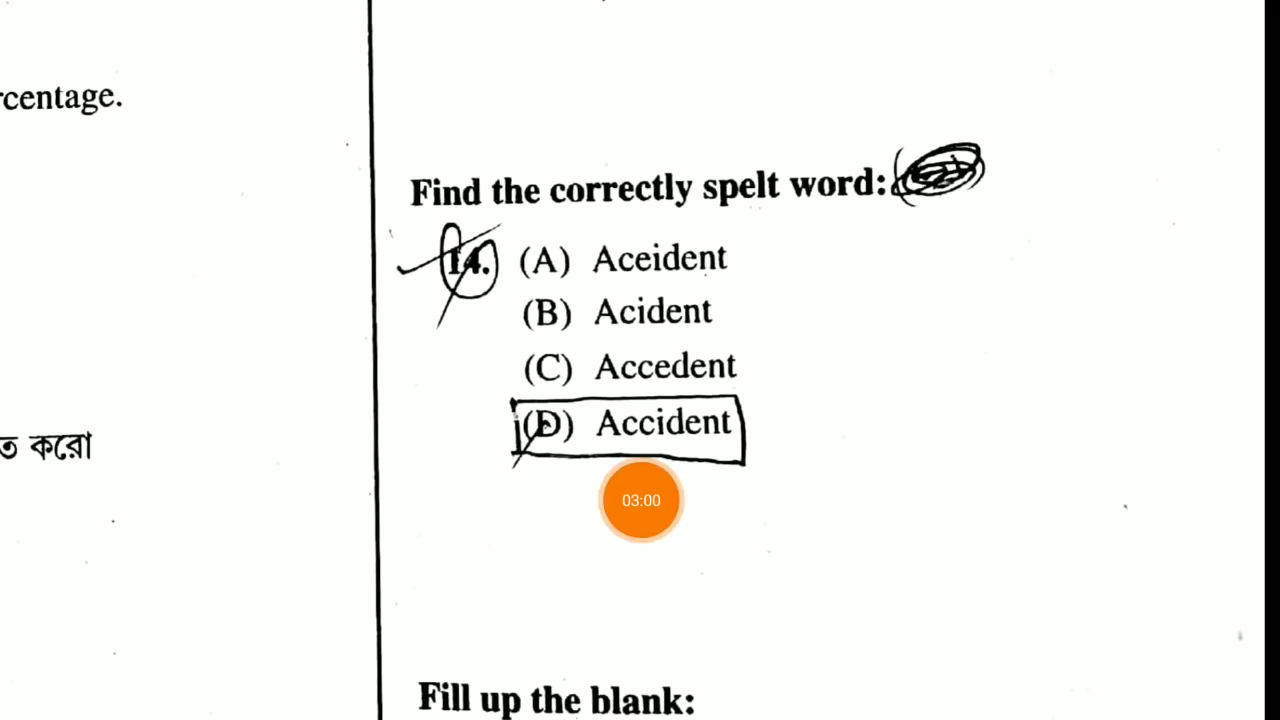 rcentage.
ত করো
Find the correctly spelt word:
14. (A) Aceident
(B) Acident
(C) Accedent
(D) Accident
03:00
Fill up the blank: